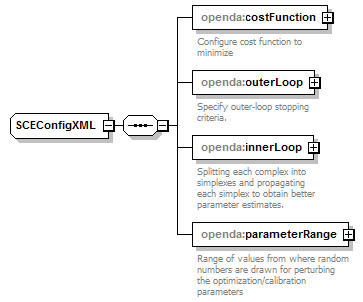 openda:costFunction
Configure cost function to
minimize
openda:outerLoop
Specify outer-loop stopping
criteria.
SCEConfigXML
openda:innerLoop
Splitting each complex into
simplexes and propagating
each simplex to obtain better
parameter estimates.
openda:parameterRange
Range of values from where random
numbers are drawn for perturbing
the optimization/calibration
parameters